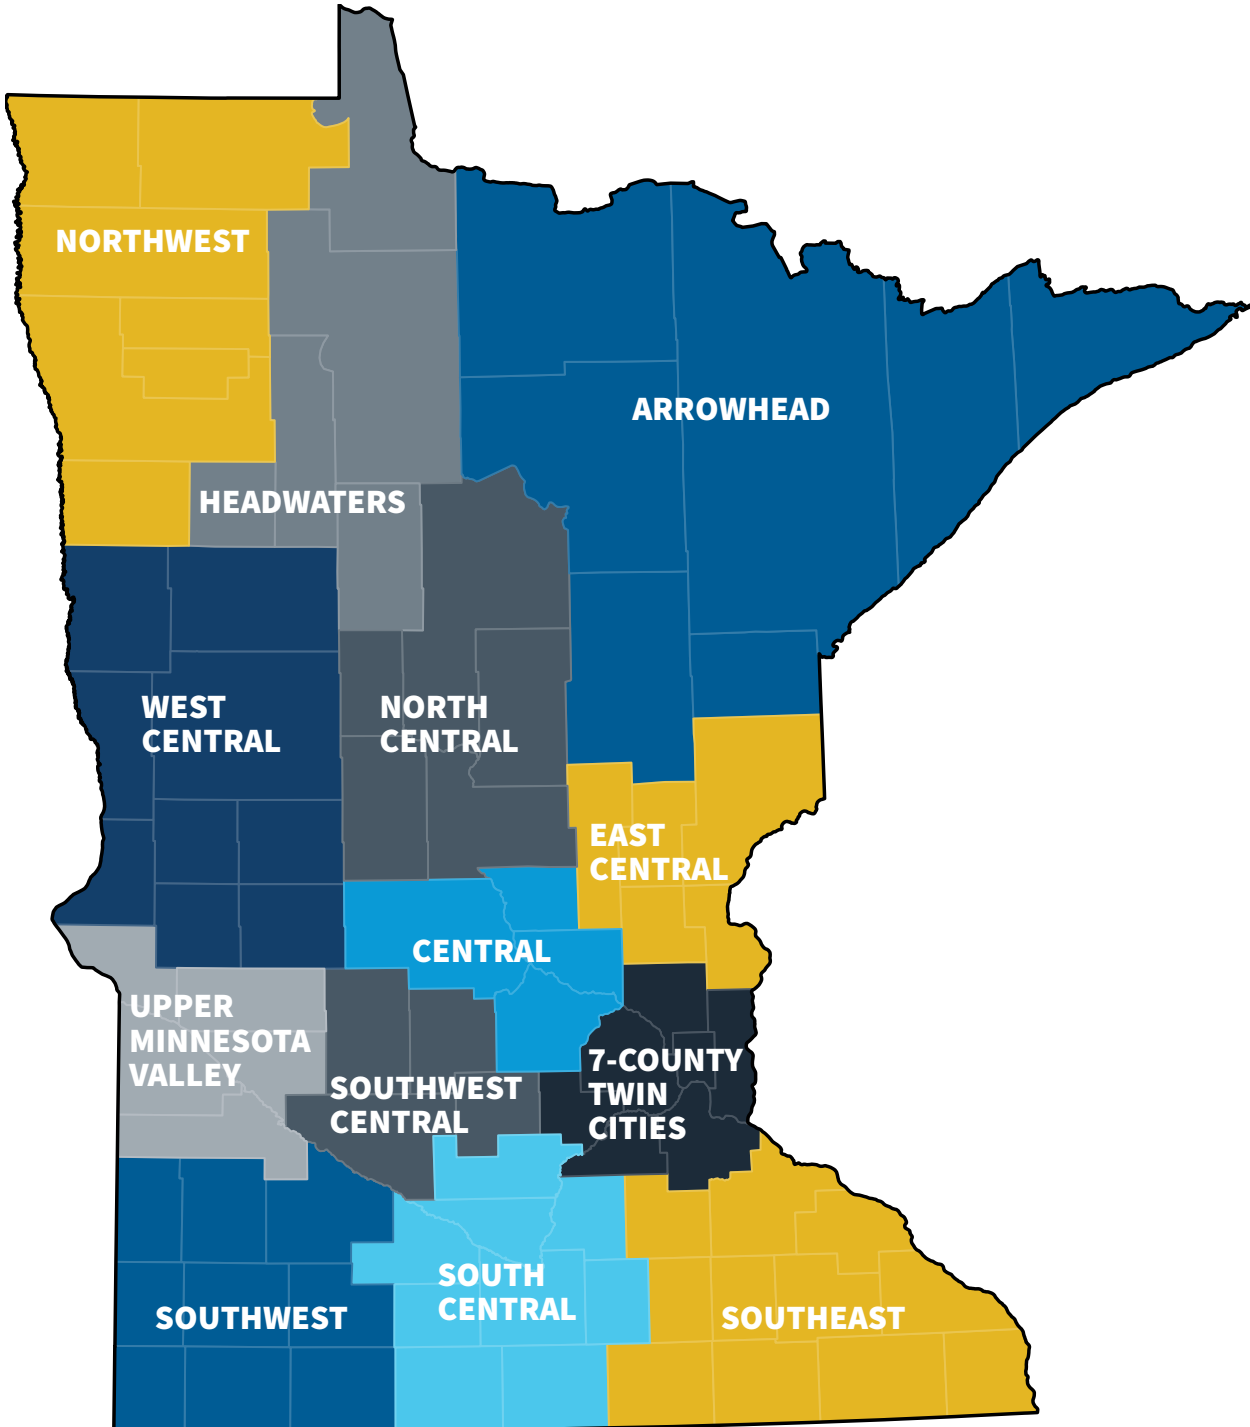 NORTHWEST
ARROWHEAD
HEADWATERS
WEST
CENTRAL
NORTH
CENTRAL
EAST
CENTRAL
CENTRAL
UPPER
MINNESOTA
VALLEY
SOUTHWEST
CENTRAL
7-COUNTY
TWIN
CITIES
SOUTHWEST
SOUTH
CENTRAL
SOUTHEAST